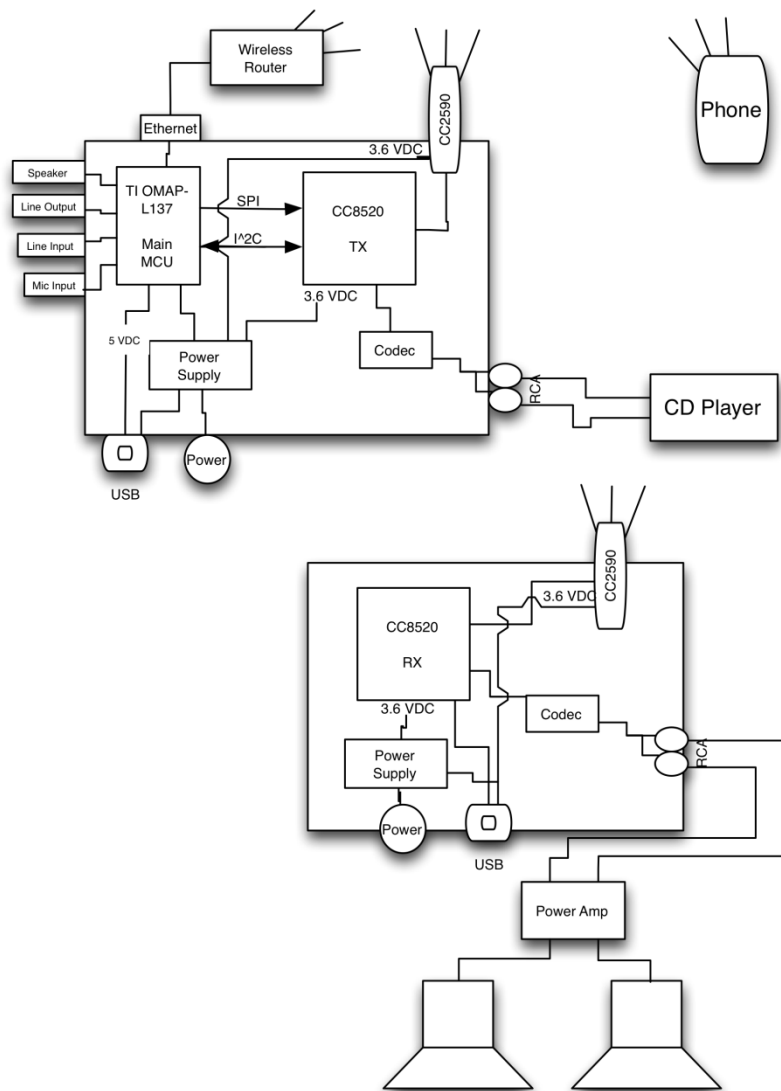 Wireless
Router
CC2590
Phone
Ethernet
3.6 VDC
Speaker
TI OMAP-
L137
Main
MCU
SPI
CC8520
TX
Line Output
I^2C
Line Input
Mic Input
3.6 VDC
5 VDC
Power
Supply
Codec
RCA
CD Player
Power
USB
CC2590
3.6 VDC
CC8520
RX
3.6 VDC
Codec
Power
Supply
RCA
Power
USB
Power Amp